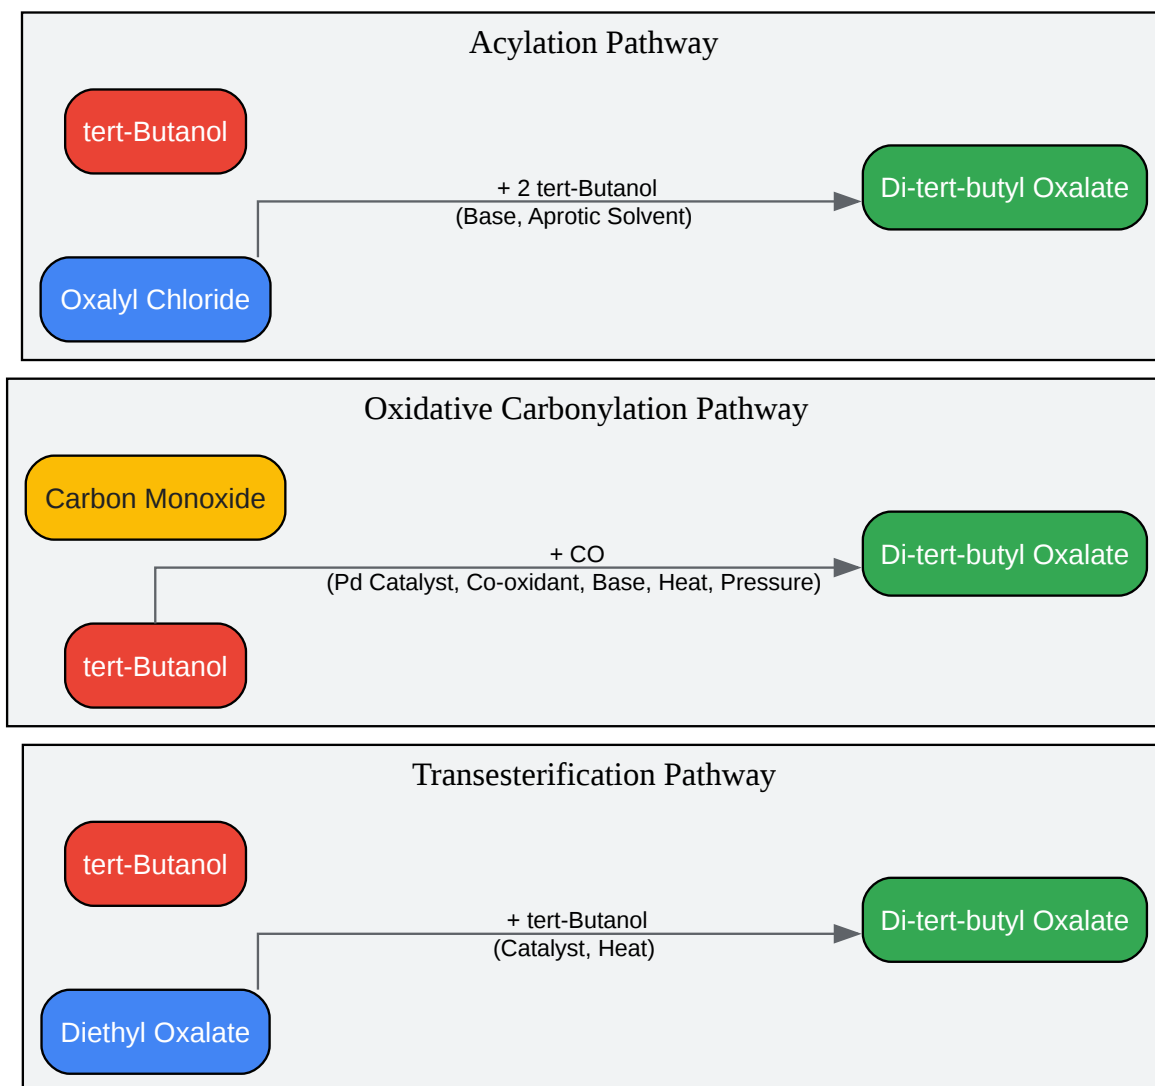 Acylation Pathway
tert-Butanol
+ 2 tert-Butanol
(Base, Aprotic Solvent)
Di-tert-butyl Oxalate
Oxalyl Chloride
Oxidative Carbonylation Pathway
Carbon Monoxide
+ CO
(Pd Catalyst, Co-oxidant, Base, Heat, Pressure)
Di-tert-butyl Oxalate
tert-Butanol
Transesterification Pathway
tert-Butanol
+ tert-Butanol
(Catalyst, Heat)
Di-tert-butyl Oxalate
Diethyl Oxalate